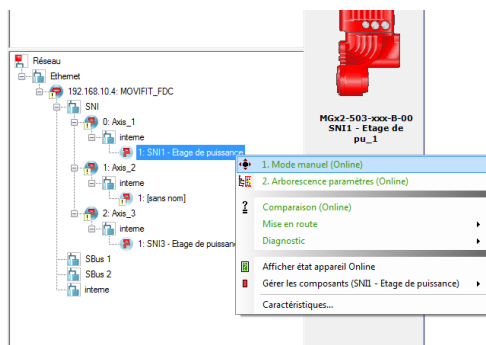 Réseau
Ethernet
192.168.10.4: MOVIFIT_FDC
SNI
0: Axis_1
interne
1: SNI1 - Etage de puissance
1: Axis_2
interne
1: [sans nom]
2: Axis_3
interne
1: SNI3 - Etage de puissan
SBus 1
SBus 2
interne
MGx2-503-xxx-B-00
SNI1 - Etage de
pu_1
1. Mode manuel (Online)
2. Arborescence paramètres (Online)
Comparaison (Online)
Mise en route
Diagnostic
Afficher état appareil Online
Gérer les composants (SNI1 - Etage de puissance)
Caractéristiques...